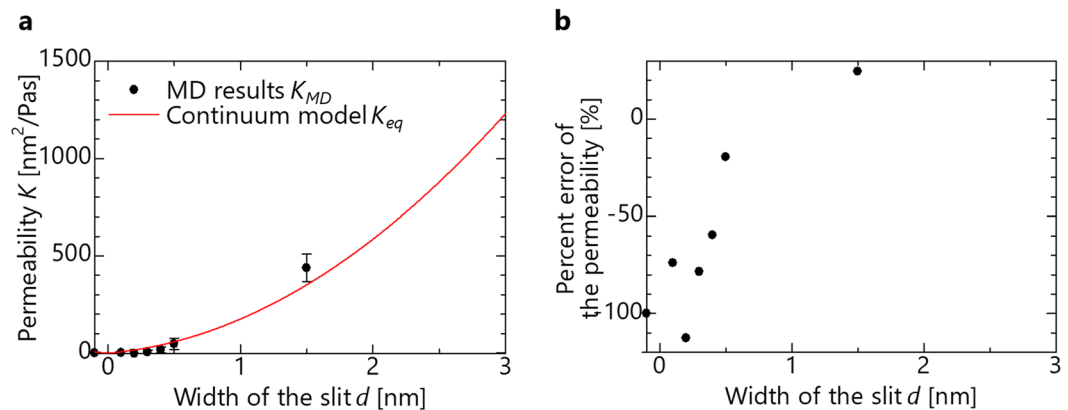 a
1500
1000
500
0
Permeability K [nm²/Pas]
MD results K_MD
Continuum model K_eq
0 1 2 3
Width of the slit d [nm]
b
0
-50
-100
Percent error of
the permeability [%]
0 1 2 3
Width of the slit d [nm]